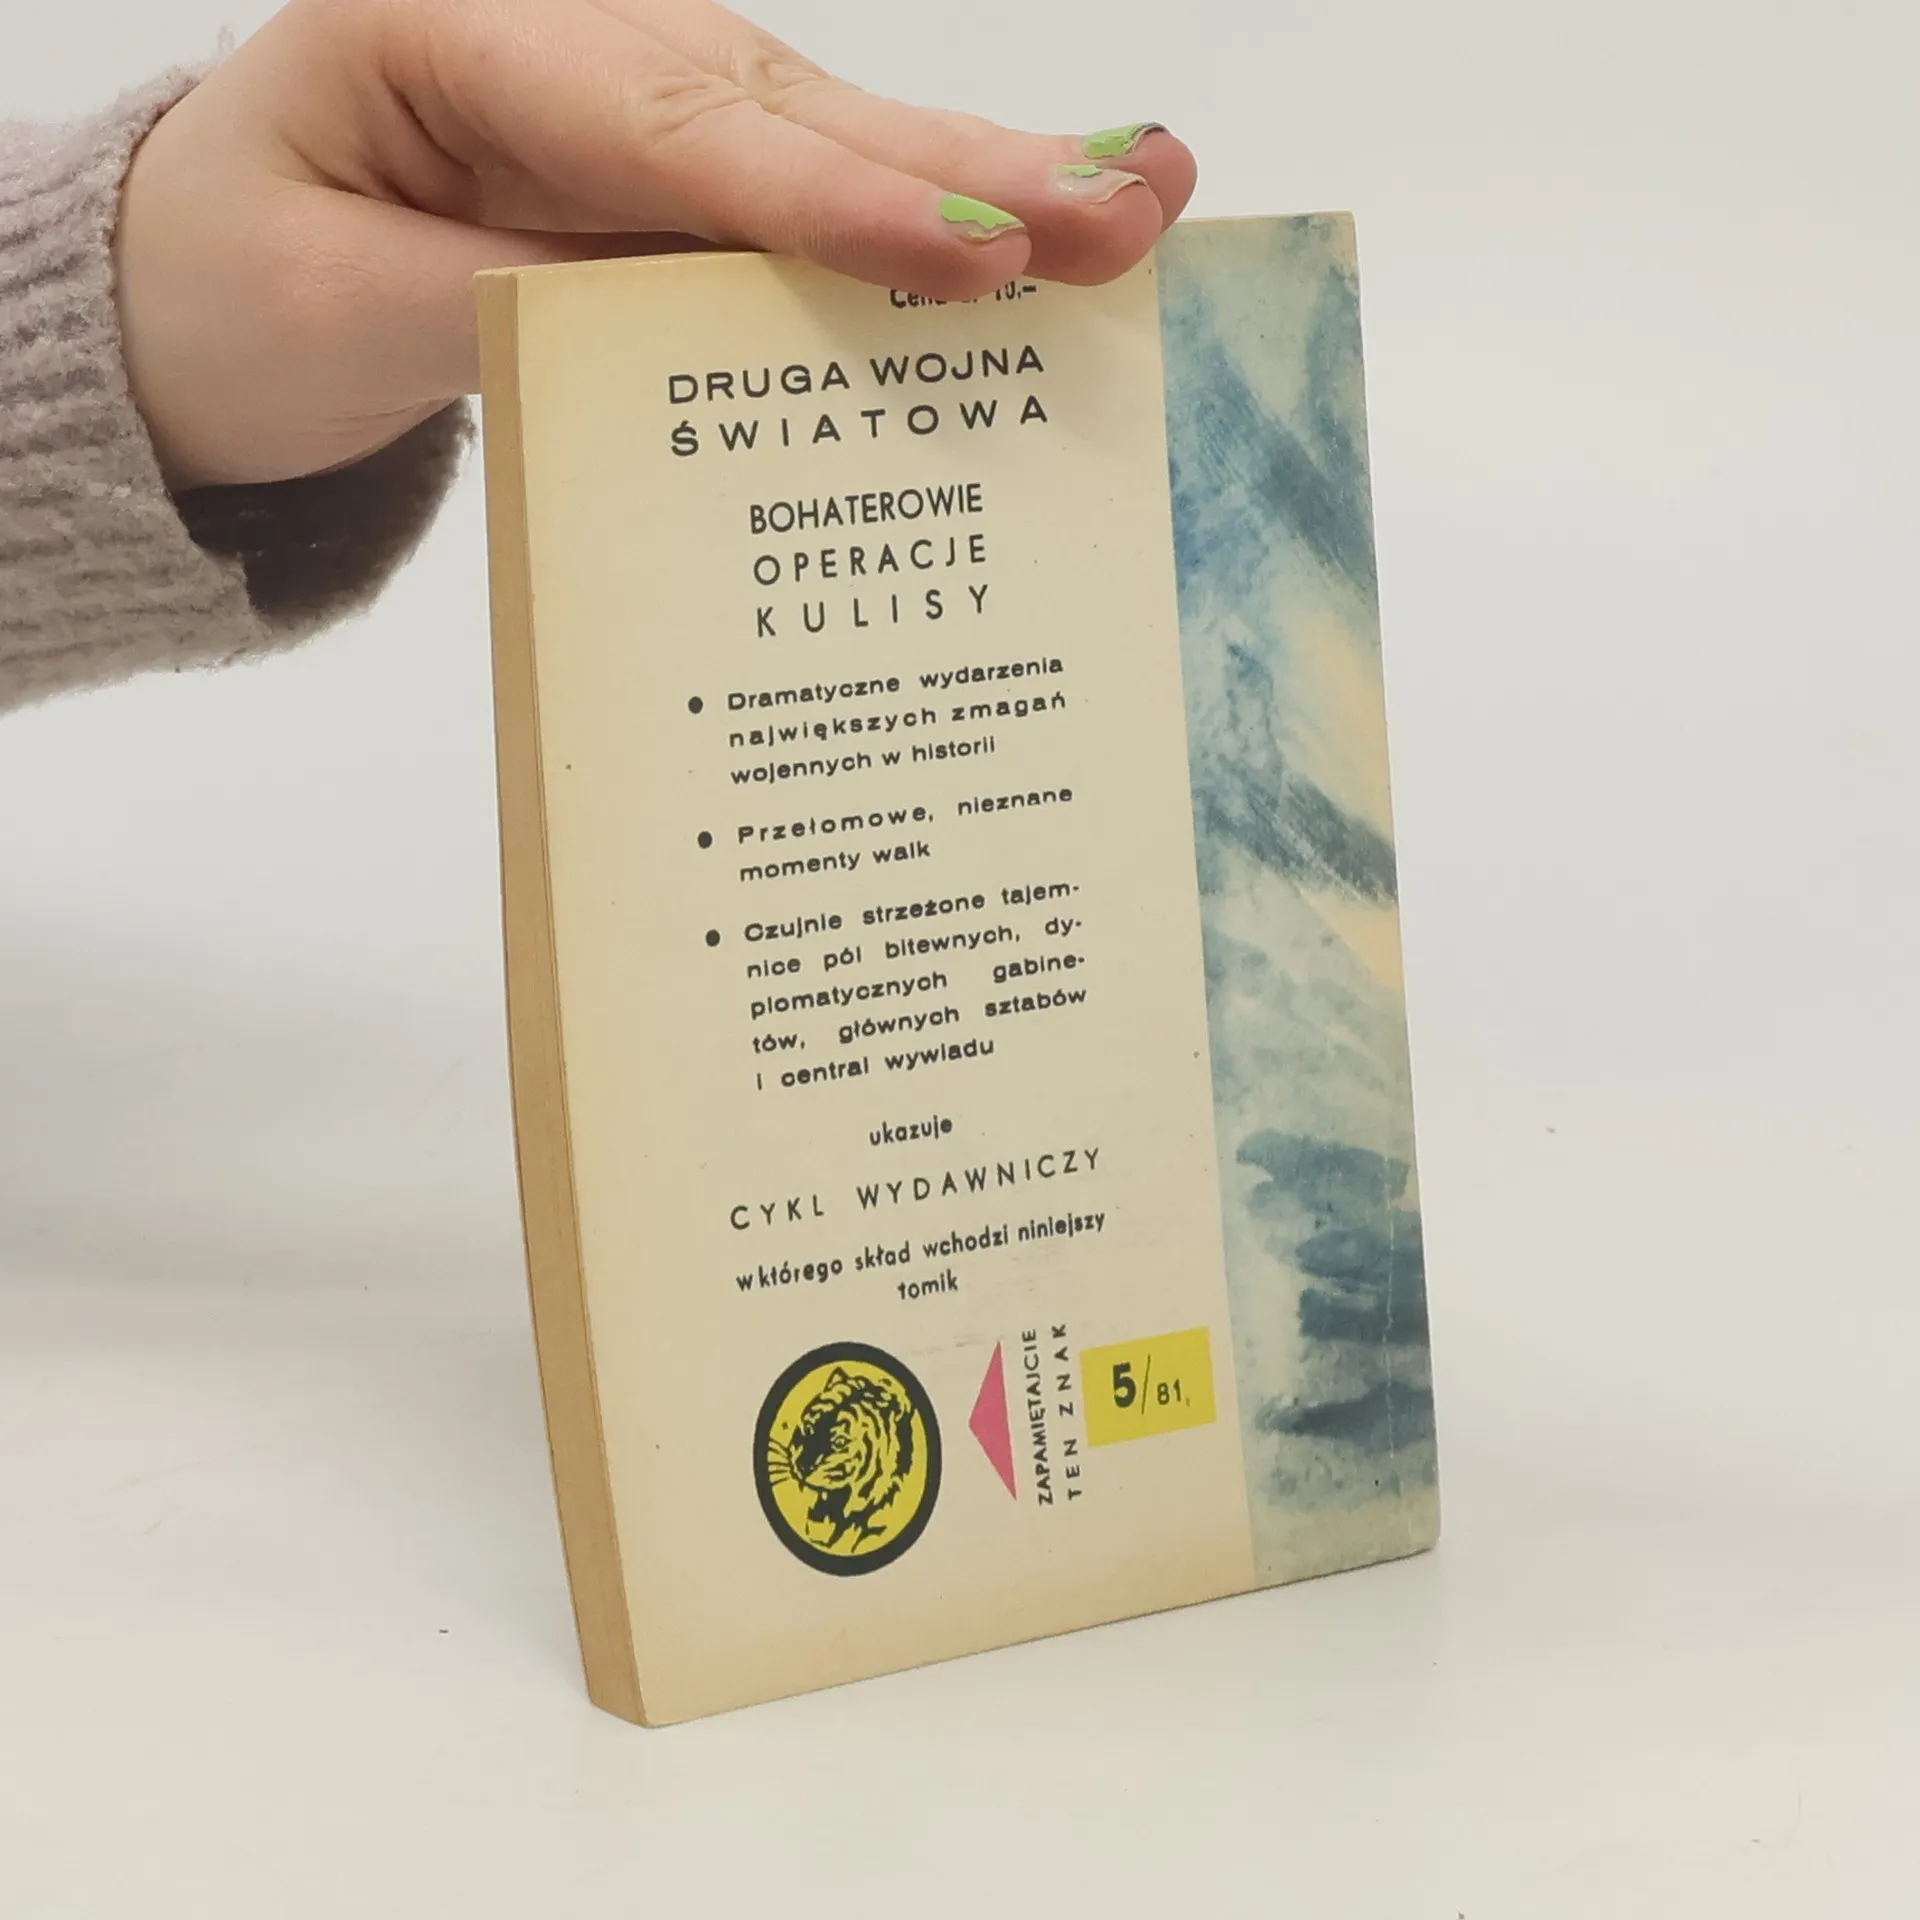 10,–
DRUGA WOJNA
ŚWIATOWA
BOHATEROWIE
OPERACJE
KULISY
• Dramatyczne wydarzenia
największych zmagań
wojennych w historii
• Przełomowe, nieznane
momenty walk
• Czujnie strzeżone tajem-
nice pól bitewnych, dy-
plomatycznych gabine-
tów, głównych sztabów
i central wywiadu
ukazuje
CYKL WYDAWNICZY
w którego skład wchodzi niniejszy
tomik
ZAPAMIĘTAJCIE
TEN ZNAK
5/81